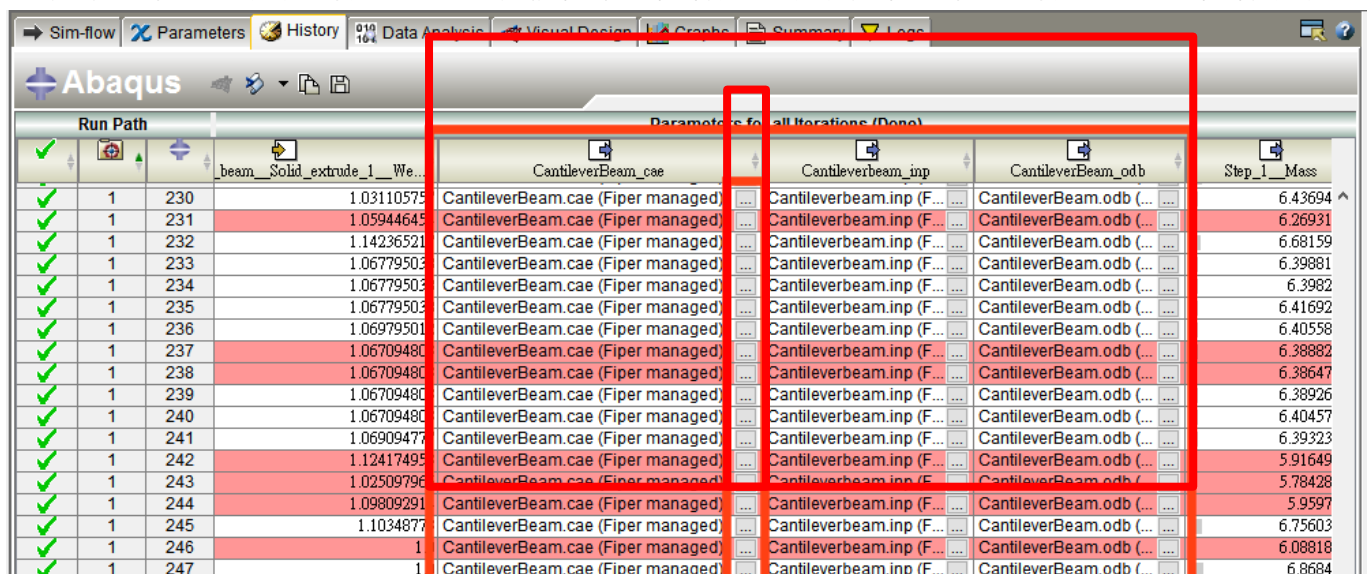 Sim-flow Parameters History Data Analysis Visual Design Graphs Summary Logs
Abaqus
Run Path Parameters for all Iterations (Done)
_beam__Solid_extrude_1__We... CantileverBeam_cae Cantileverbeam_inp CantileverBeam_odb Step_1__Mass
1 230 1.03110575 CantileverBeam.cae (Fiper managed) ... Cantileverbeam.inp (F... ... CantileverBeam.odb (... ... 6.43694
1 231 1.05944645 CantileverBeam.cae (Fiper managed) ... Cantileverbeam.inp (F... ... CantileverBeam.odb (... ... 6.26931
1 232 1.14236521 CantileverBeam.cae (Fiper managed) ... Cantileverbeam.inp (F... ... CantileverBeam.odb (... ... 6.68159
1 233 1.06779503 CantileverBeam.cae (Fiper managed) ... Cantileverbeam.inp (F... ... CantileverBeam.odb (... ... 6.39881
1 234 1.06779503 CantileverBeam.cae (Fiper managed) ... Cantileverbeam.inp (F... ... CantileverBeam.odb (... ... 6.3982
1 235 1.06779503 CantileverBeam.cae (Fiper managed) ... Cantileverbeam.inp (F... ... CantileverBeam.odb (... ... 6.41692
1 236 1.06979501 CantileverBeam.cae (Fiper managed) ... Cantileverbeam.inp (F... ... CantileverBeam.odb (... ... 6.40558
1 237 1.06709480 CantileverBeam.cae (Fiper managed) ... Cantileverbeam.inp (F... ... CantileverBeam.odb (... ... 6.38882
1 238 1.06709480 CantileverBeam.cae (Fiper managed) ... Cantileverbeam.inp (F... ... CantileverBeam.odb (... ... 6.38647
1 239 1.06709480 CantileverBeam.cae (Fiper managed) ... Cantileverbeam.inp (F... ... CantileverBeam.odb (... ... 6.38926
1 240 1.06709480 CantileverBeam.cae (Fiper managed) ... Cantileverbeam.inp (F... ... CantileverBeam.odb (... ... 6.40457
1 241 1.06909477 CantileverBeam.cae (Fiper managed) ... Cantileverbeam.inp (F... ... CantileverBeam.odb (... ... 6.39323
1 242 1.12417495 CantileverBeam.cae (Fiper managed) ... Cantileverbeam.inp (F... ... CantileverBeam.odb (... ... 5.91649
1 243 1.02509796 CantileverBeam.cae (Fiper managed) ... Cantileverbeam.inp (F... ... CantileverBeam.odb (... ... 5.78428
1 244 1.09809291 CantileverBeam.cae (Fiper managed) ... Cantileverbeam.inp (F... ... CantileverBeam.odb (... ... 5.9597
1 245 1.1034877 CantileverBeam.cae (Fiper managed) ... Cantileverbeam.inp (F... ... CantileverBeam.odb (... ... 6.75603
1 246 1 CantileverBeam.cae (Fiper managed) ... Cantileverbeam.inp (F... ... CantileverBeam.odb (... ... 6.08818
1 247 1 CantileverBeam.cae (Fiper managed) ... Cantileverbeam.inp (F... ... CantileverBeam.odb (... ... 6.8684